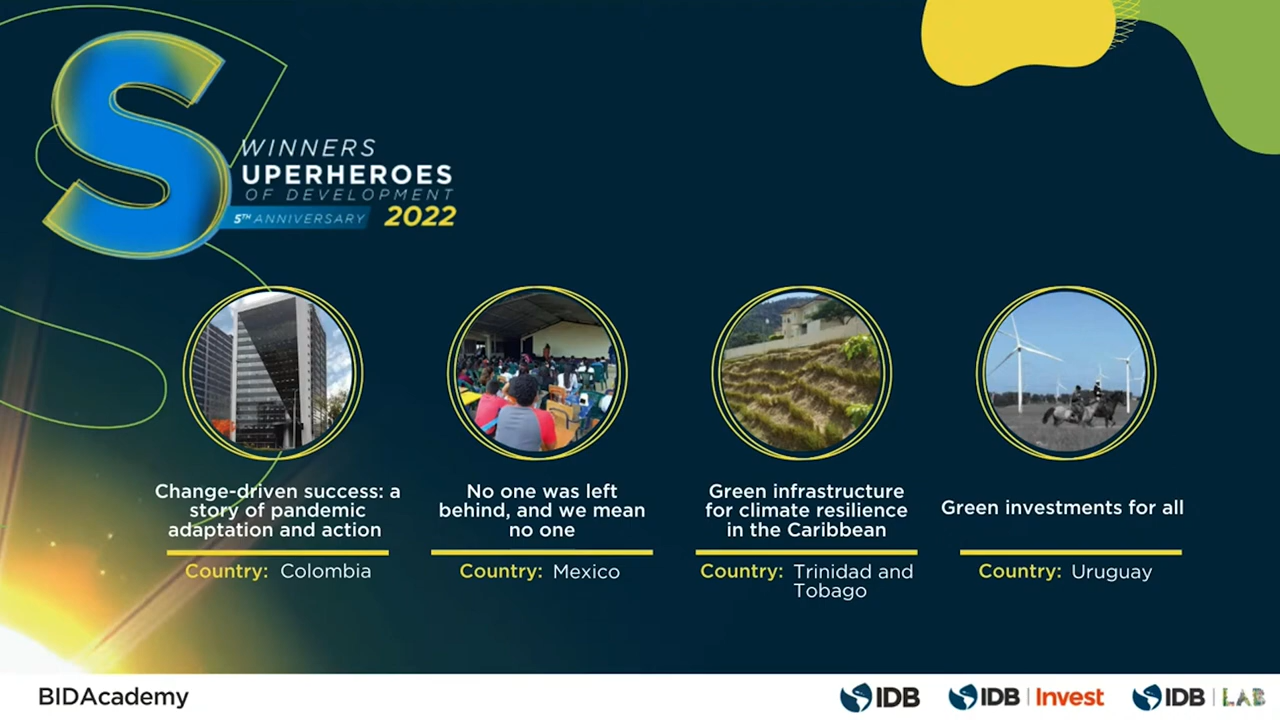 WINNERS
SUPERHEROES
OF DEVELOPMENT
5TH ANNIVERSARY 2022
Change-driven success: a
story of pandemic
adaptation and action
Country: Colombia
No one was left
behind, and we mean
no one
Country: Mexico
Green infrastructure
for climate resilience
in the Caribbean
Country: Trinidad and
Tobago
Green investments for all
Country: Uruguay
BIDAcademy
IDB
IDB | Invest
IDB | LAB